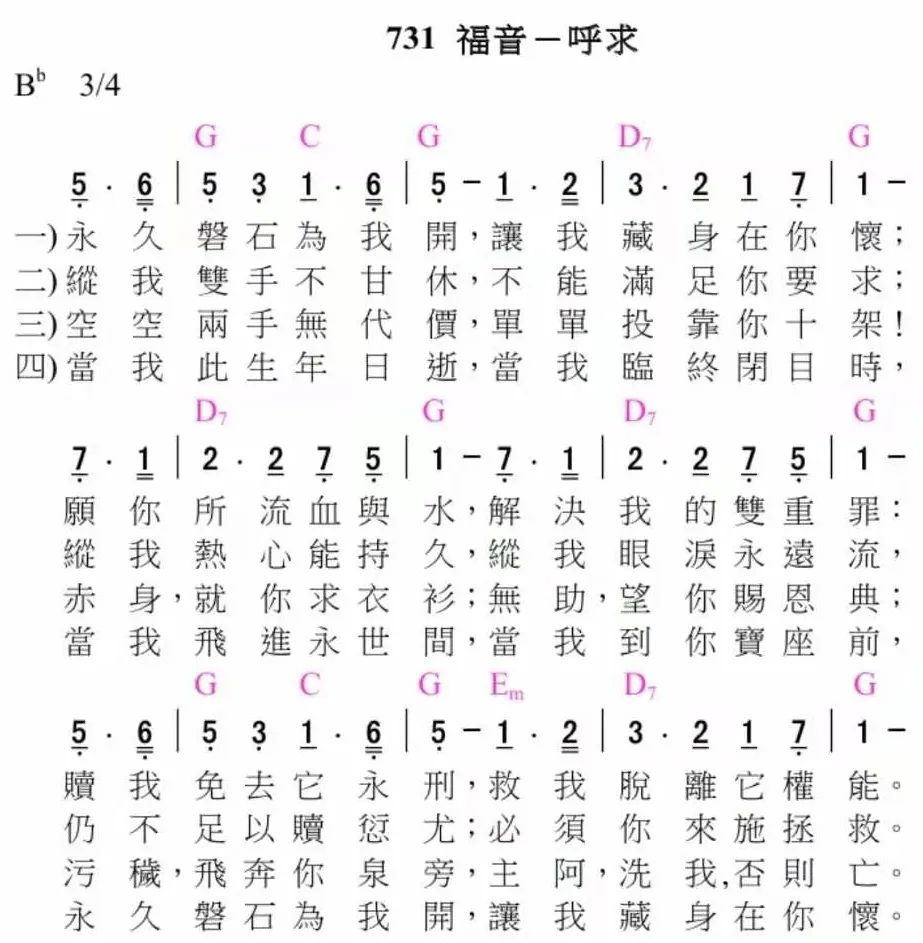 731 福音－呼求
B♭ 3/4
G C G D7 G
5 · 6 | 5 3 1 · 6 | 5 － 1 · 2 | 3 · 2 1 7 | 1 －
一)永久磐石為我開，讓我藏身在你懷；
二)縱我雙手不甘休，不能滿足你要求；
三)空空兩手無代價，單單投靠你十架！
四)當我此生年日逝，當我臨終閉目時，
D7 G D7 G
7 · 1 | 2 · 2 7 5 | 1 － 7 · 1 | 2 · 2 7 5 | 1 －
願你所流血與水，解決我的雙重罪：
縱我熱心能持久，縱我眼淚永遠流，
赤身，就你求衣衫；無助，望你賜恩典；
當我飛進永世間，當我到你寶座前，
G C G Em D7 G
5 · 6 | 5 3 1 · 6 | 5 － 1 · 2 | 3 · 2 1 7 | 1 －
贖我免去它永刑，救我脫離它權能。
仍不足以贖愆尤；必須你來施拯救。
污穢，飛奔你泉旁，主阿，洗我,否則亡。
永久磐石為我開，讓我藏身在你懷。